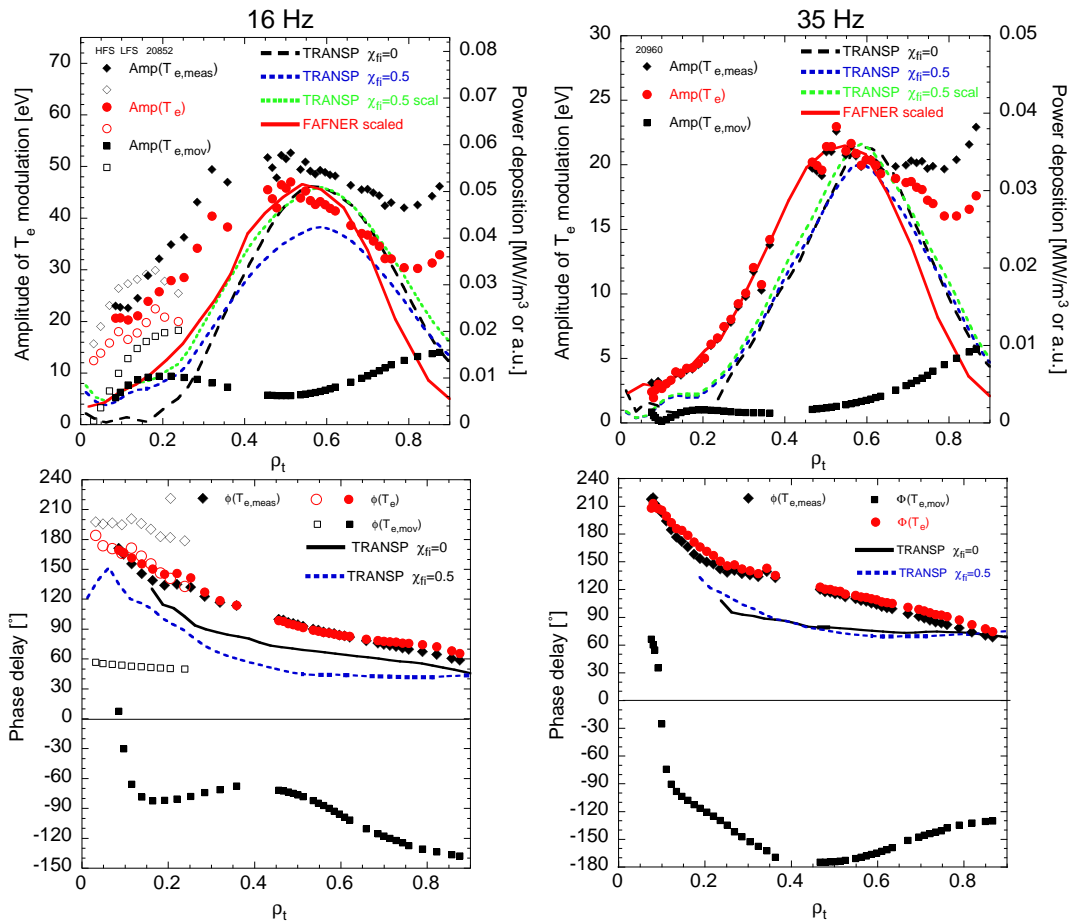 16 Hz
35 Hz
HFS LFS 20852
Amp(T e,meas)
Amp(T e)
Amp(T e,mov)
TRANSP χfi=0
TRANSP χfi=0.5
TRANSP χfi=0.5 scal
FAFNER scaled
Amplitude of Te modulation [eV]
Power deposition [MW/m³ or a.u.]
70
60
50
40
30
20
10
0
0.08
0.07
0.06
0.05
0.04
0.03
0.02
0.01
0
0 0.2 0.4 0.6 0.8
ρt
20960
Amp(T e,meas)
Amp(T e)
Amp(T e,mov)
TRANSP χfi=0
TRANSP χfi=0.5
TRANSP χfi=0.5 scal
FAFNER scaled
Amplitude of Te modulation [eV]
Power deposition [MW/m³ or a.u.]
30
25
20
15
10
5
0
0.05
0.04
0.03
0.02
0.01
0
0 0.2 0.4 0.6 0.8
ρt
ϕ(Te,meas)
ϕ(Te)
ϕ(Te,mov)
TRANSP χfi=0
TRANSP χfi=0.5
Phase delay [°]
240
210
180
150
120
90
60
30
0
-30
-60
-90
-120
-150
0 0.2 0.4 0.6 0.8
ρt
ϕ(Te,meas)
Φ(Te,mov)
Φ(Te)
TRANSP χfi=0
TRANSP χfi=0.5
Phase delay [°]
240
210
180
150
120
90
60
30
0
-30
-60
-90
-120
-150
-180
0 0.2 0.4 0.6 0.8
ρt